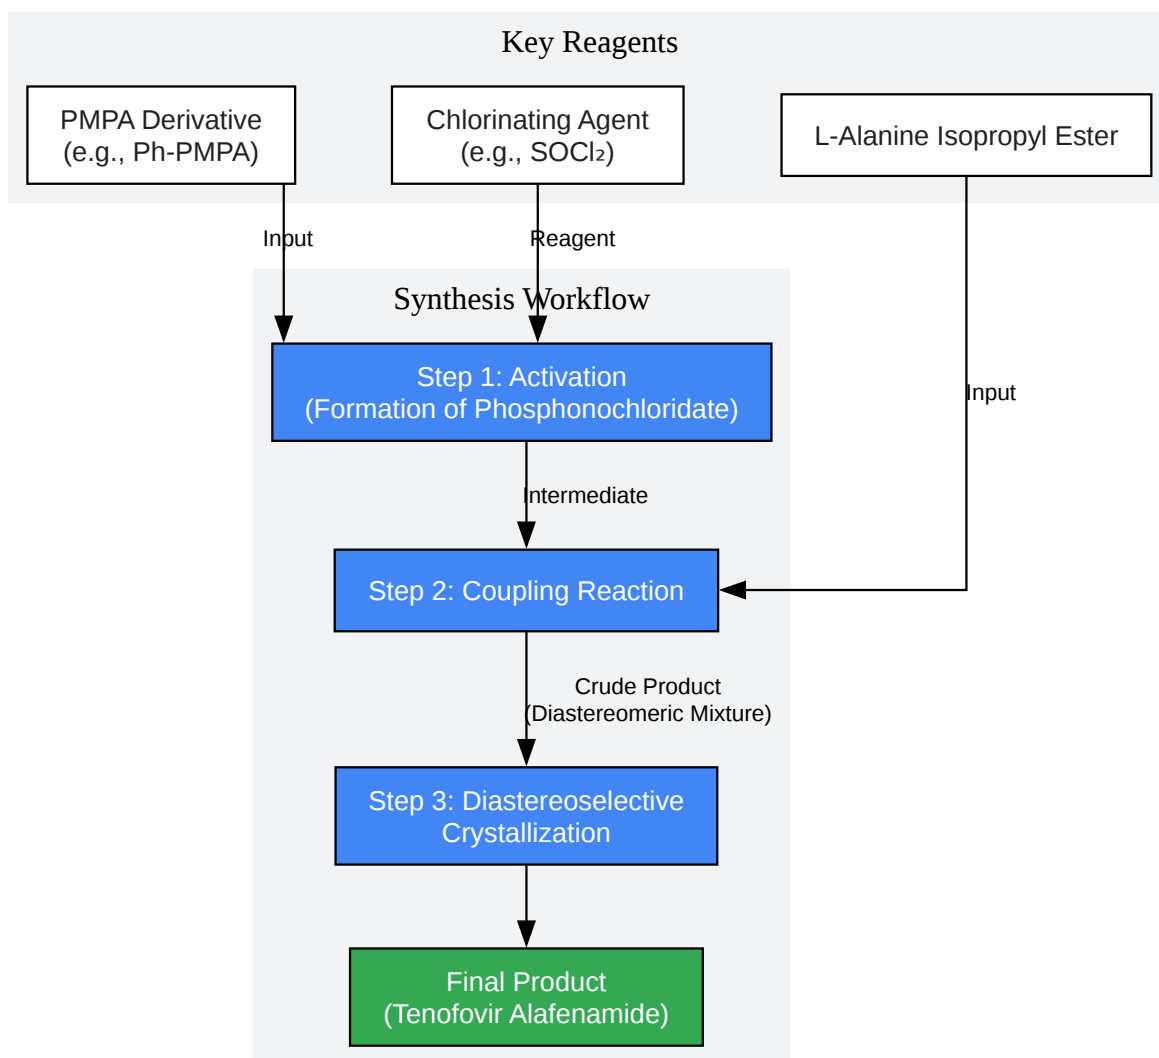 Key Reagents
PMPA Derivative
(e.g., Ph-PMPA)
Chlorinating Agent
(e.g., SOCl₂)
L-Alanine Isopropyl Ester
Input
Reagent
Synthesis Workflow
Step 1: Activation
(Formation of Phosphonochloridate)
Input
Intermediate
Step 2: Coupling Reaction
Crude Product
(Diastereomeric Mixture)
Step 3: Diastereoselective
Crystallization
Final Product
(Tenofovir Alafenamide)